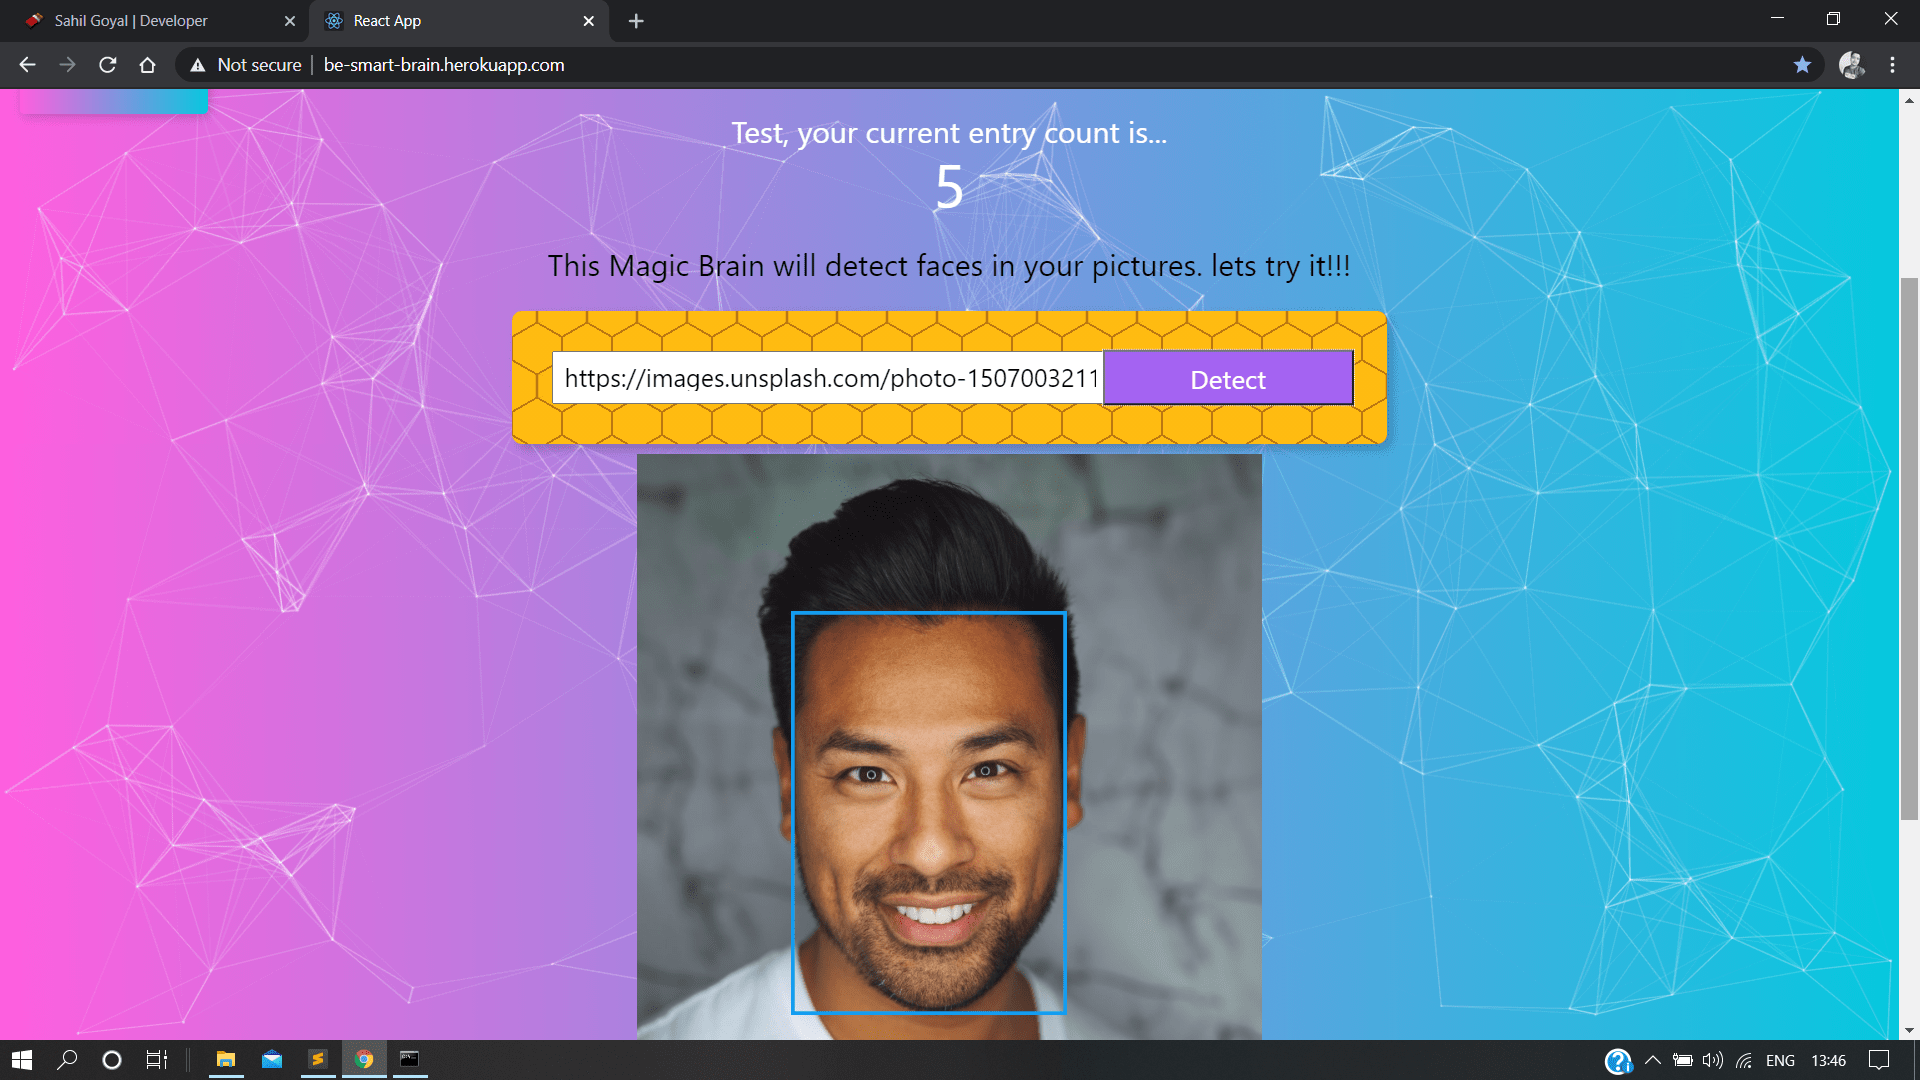 Sahil Goyal | Developer
React App
Not secure
be-smart-brain.herokuapp.com
Test, your current entry count is...
5
This Magic Brain will detect faces in your pictures. lets try it!!!
https://images.unsplash.com/photo-1507003211
Detect
ENG
13:46